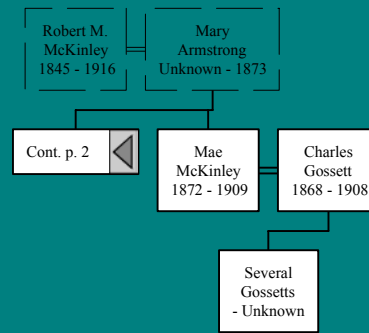 Robert M.
McKinley
1845 - 1916
Mary
Armstrong
Unknown - 1873
Cont. p. 2
Mae
McKinley
1872 - 1909
Charles
Gossett
1868 - 1908
Several
Gossetts
- Unknown